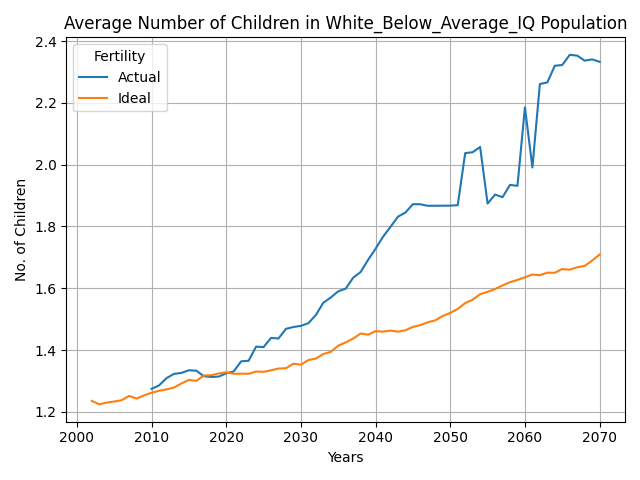 Average Number of Children in White_Below_Average_IQ Population
Fertility
Actual
Ideal
No. of Children
2.4
2.2
2.0
1.8
1.6
1.4
1.2
2000 2010 2020 2030 2040 2050 2060 2070
Years